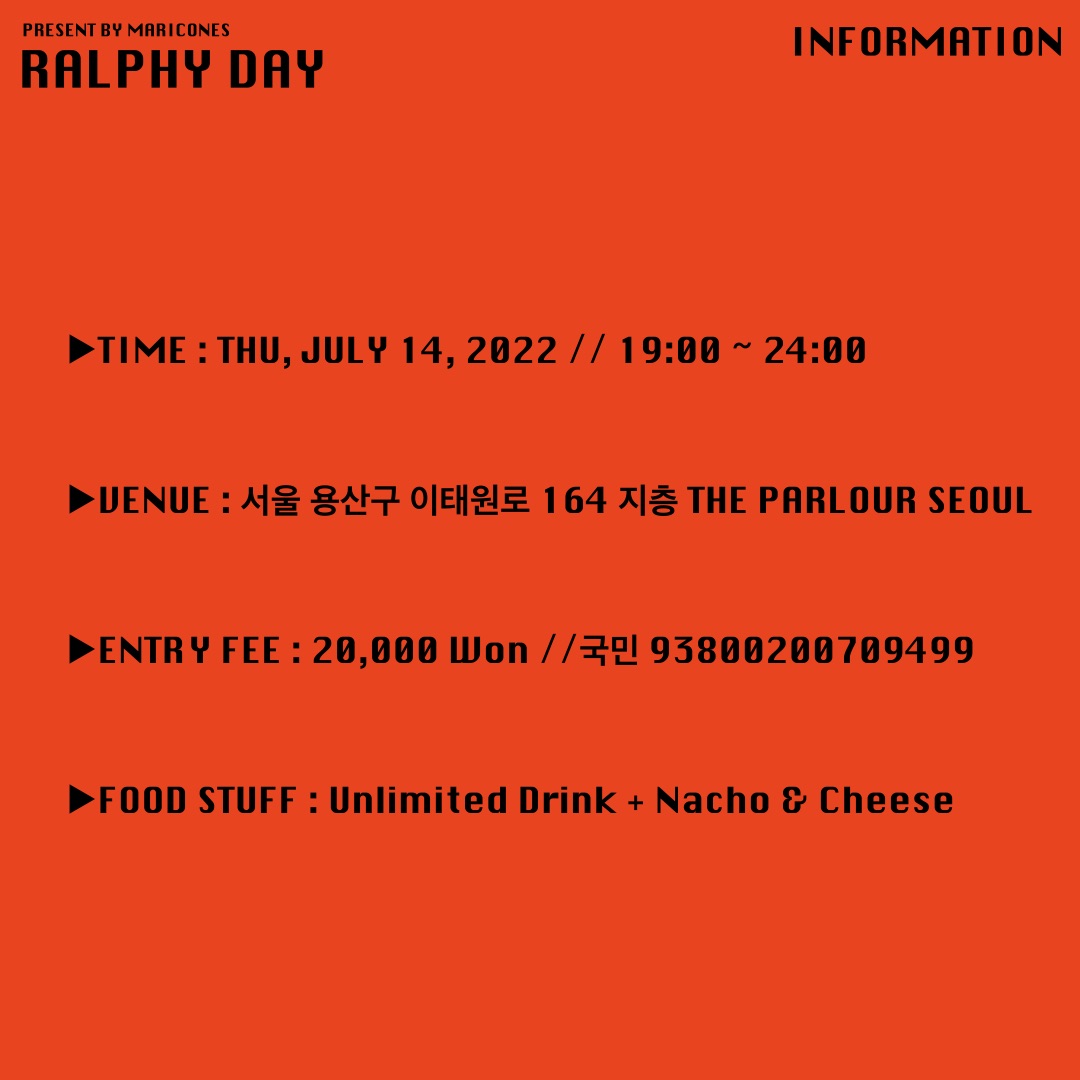 PRESENT BY MARICONES
RALPHY DAY
INFORMATION
▶TIME : THU, JULY 14, 2022 // 19:00 ~ 24:00
▶VENUE : 서울 용산구 이태원로 164 지층 THE PARLOUR SEOUL
▶ENTRY FEE : 20,000 Won //국민 93800200709499
▶FOOD STUFF : Unlimited Drink + Nacho & Cheese